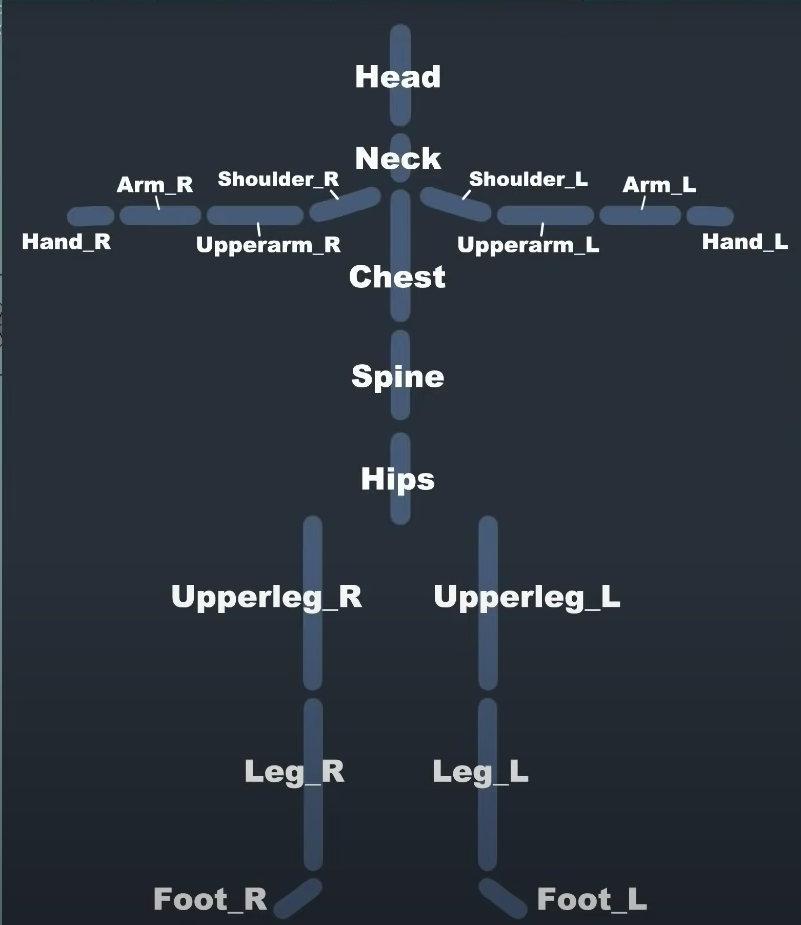 Head
Neck
Arm_R
Shoulder_R
Shoulder_L
Arm_L
Hand_R
Upperarm_R
Upperarm_L
Hand_L
Chest
Spine
Hips
Upperleg_R
Upperleg_L
Leg_R
Leg_L
Foot_R
Foot_L